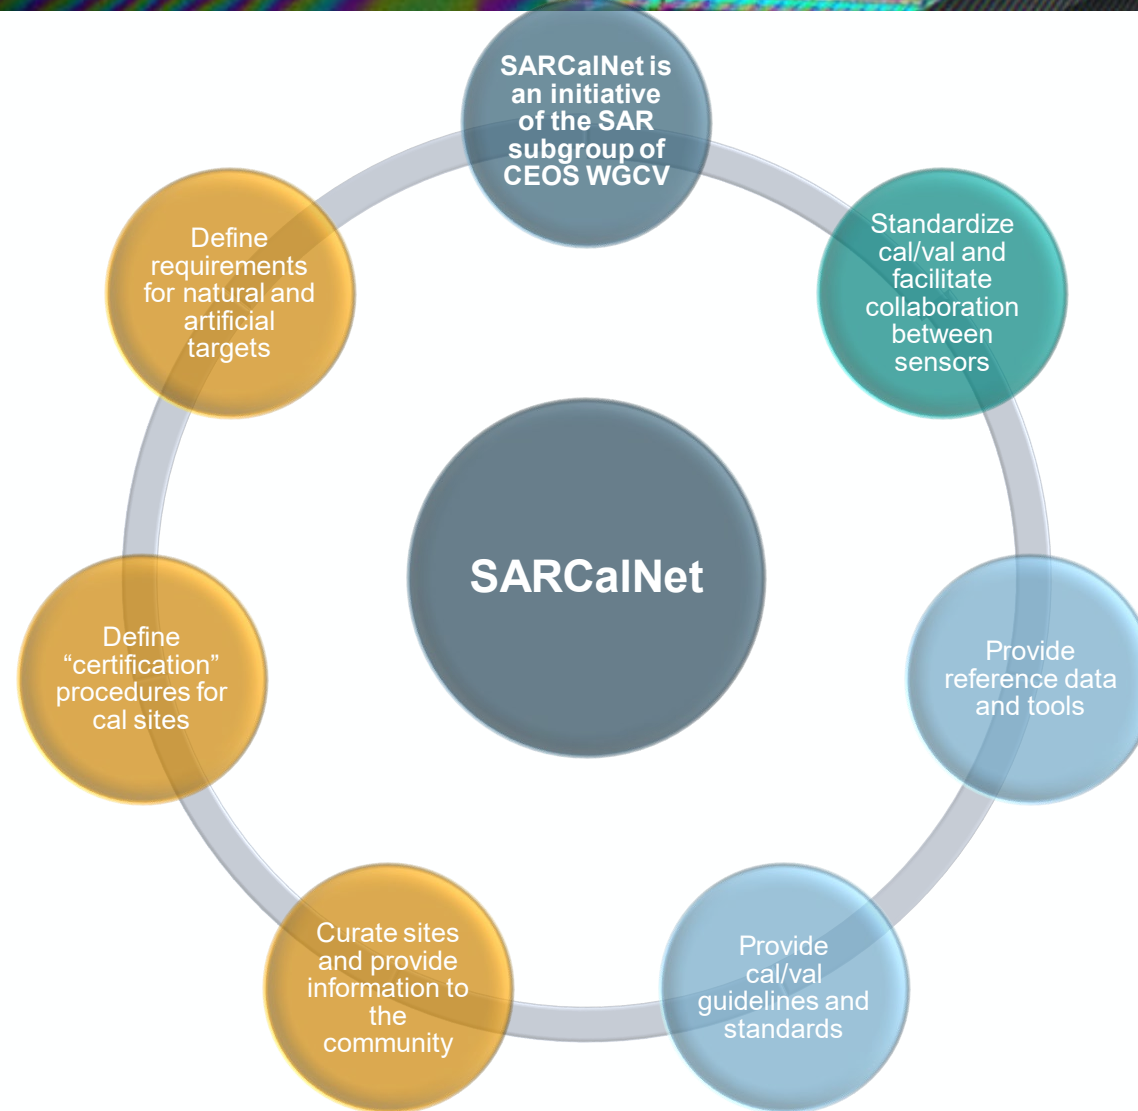 SARCalNet is
an initiative
of the SAR
subgroup of
CEOS WGCV
Standardize
cal/val and
facilitate
collaboration
between
sensors
Provide
reference data
and tools
Provide
cal/val
guidelines and
standards
Curate sites
and provide
information to
the
community
Define
“certification”
procedures for
cal sites
Define
requirements
for natural and
artificial
targets
SARCalNet